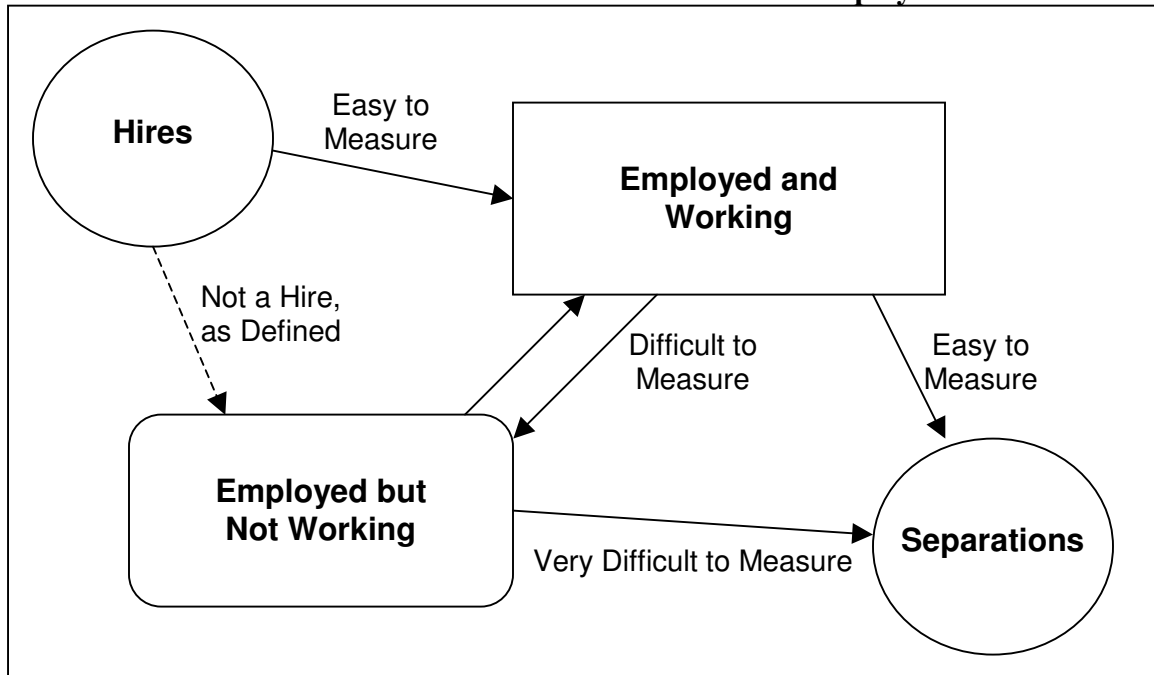 Hires
Easy to
Measure
Employed and
Working
Not a Hire,
as Defined
Difficult to
Measure
Easy to
Measure
Employed but
Not Working
Very Difficult to Measure
Separations